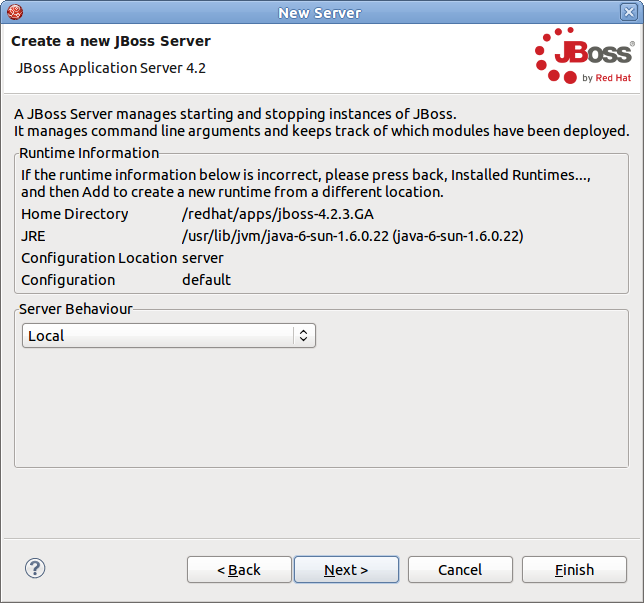 New Server
Create a new JBoss Server
JBoss Application Server 4.2
JBoss®
by Red Hat
A JBoss Server manages starting and stopping instances of JBoss.
It manages command line arguments and keeps track of which modules have been deployed.
Runtime Information
If the runtime information below is incorrect, please press back, Installed Runtimes...,
and then Add to create a new runtime from a different location.
Home Directory /redhat/apps/jboss-4.2.3.GA
JRE /usr/lib/jvm/java-6-sun-1.6.0.22 (java-6-sun-1.6.0.22)
Configuration Location server
Configuration default
Server Behaviour
Local
? < Back Next > Cancel Finish